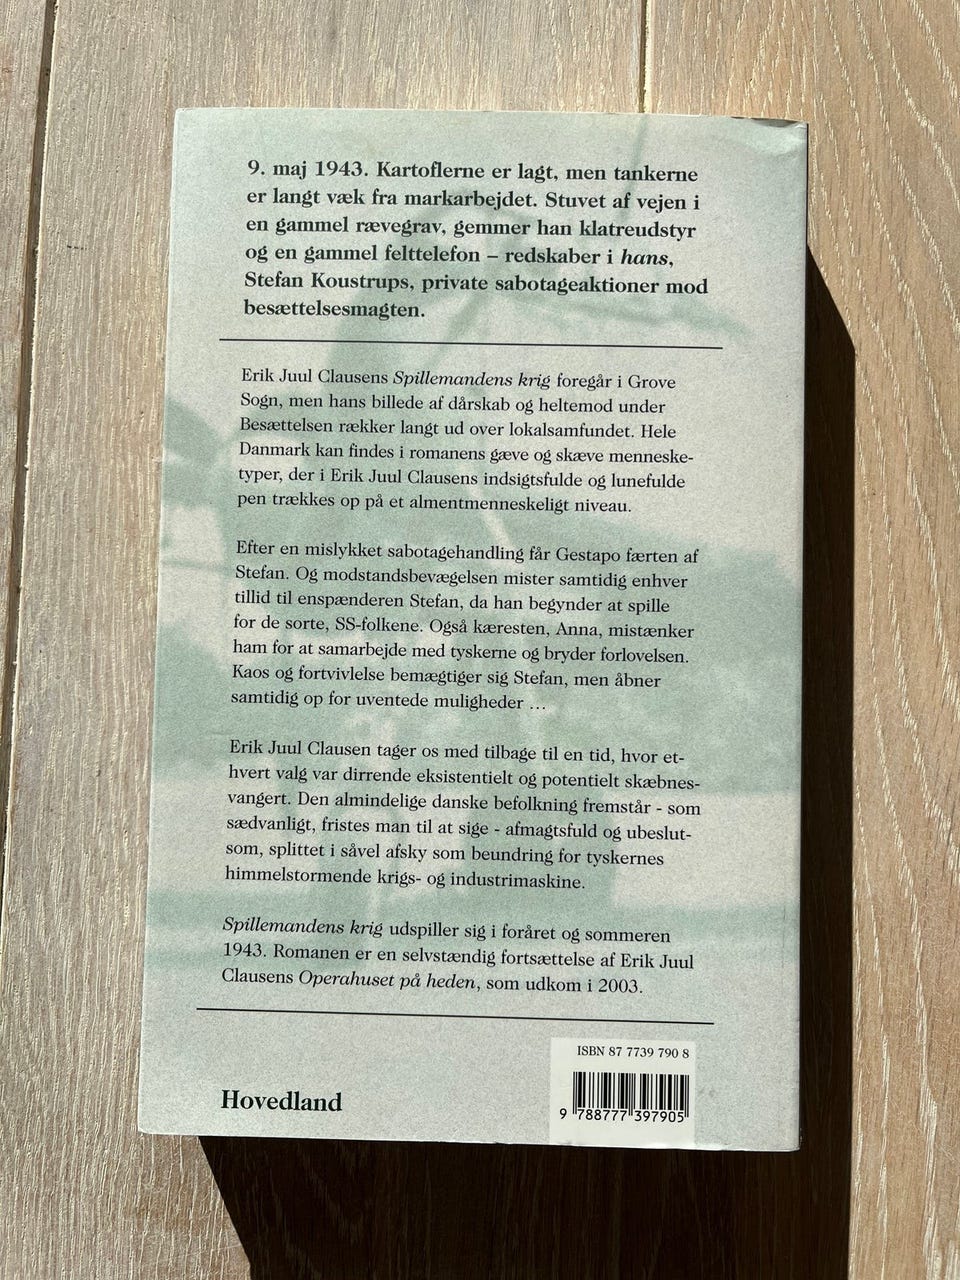 9. maj 1943. Kartoflerne er lagt, men tankerne
er langt væk fra markarbejdet. Stuvet af vejen i
en gammel rævegrav, gemmer han klatreudstyr
og en gammel felttelefon – redskaber i hans,
Stefan Koustrups, private sabotageaktioner mod
besættelsesmagten.
Erik Juul Clausens Spillemandens krig foregår i Grove
Sogn, men hans billede af dårskab og heltemod under
Besættelsen rækker langt ud over lokalsamfundet. Hele
Danmark kan findes i romanens gæve og skæve menneske-
typer, der i Erik Juul Clausens indsigtsfulde og lunefulde
pen trækkes op på et almentmenneskeligt niveau.
Efter en mislykket sabotagehandling får Gestapo færten af
Stefan. Og modstandsbevægelsen mister samtidig enhver
tillid til enspænderen Stefan, da han begynder at spille
for de sorte, SS-folkene. Også kæresten, Anna, mistænker
ham for at samarbejde med tyskerne og bryder forlovelsen.
Kaos og fortvivlelse bemægtiger sig Stefan, men åbner
samtidig op for uventede muligheder ...
Erik Juul Clausen tager os med tilbage til en tid, hvor et-
hvert valg var dirrende eksistentielt og potentielt skæbnes-
vangert. Den almindelige danske befolkning fremstår - som
sædvanligt, fristes man til at sige - afmagtsfuld og ubeslut-
som, splittet i såvel afsky som beundring for tyskernes
himmelstormende krigs- og industrimaskine.
Spillemandens krig udspiller sig i foråret og sommeren
1943. Romanen er en selvstændig fortsættelse af Erik Juul
Clausens Operahuset på heden, som udkom i 2003.
Hovedland
ISBN 87 7739 790 8
9 788777 397905